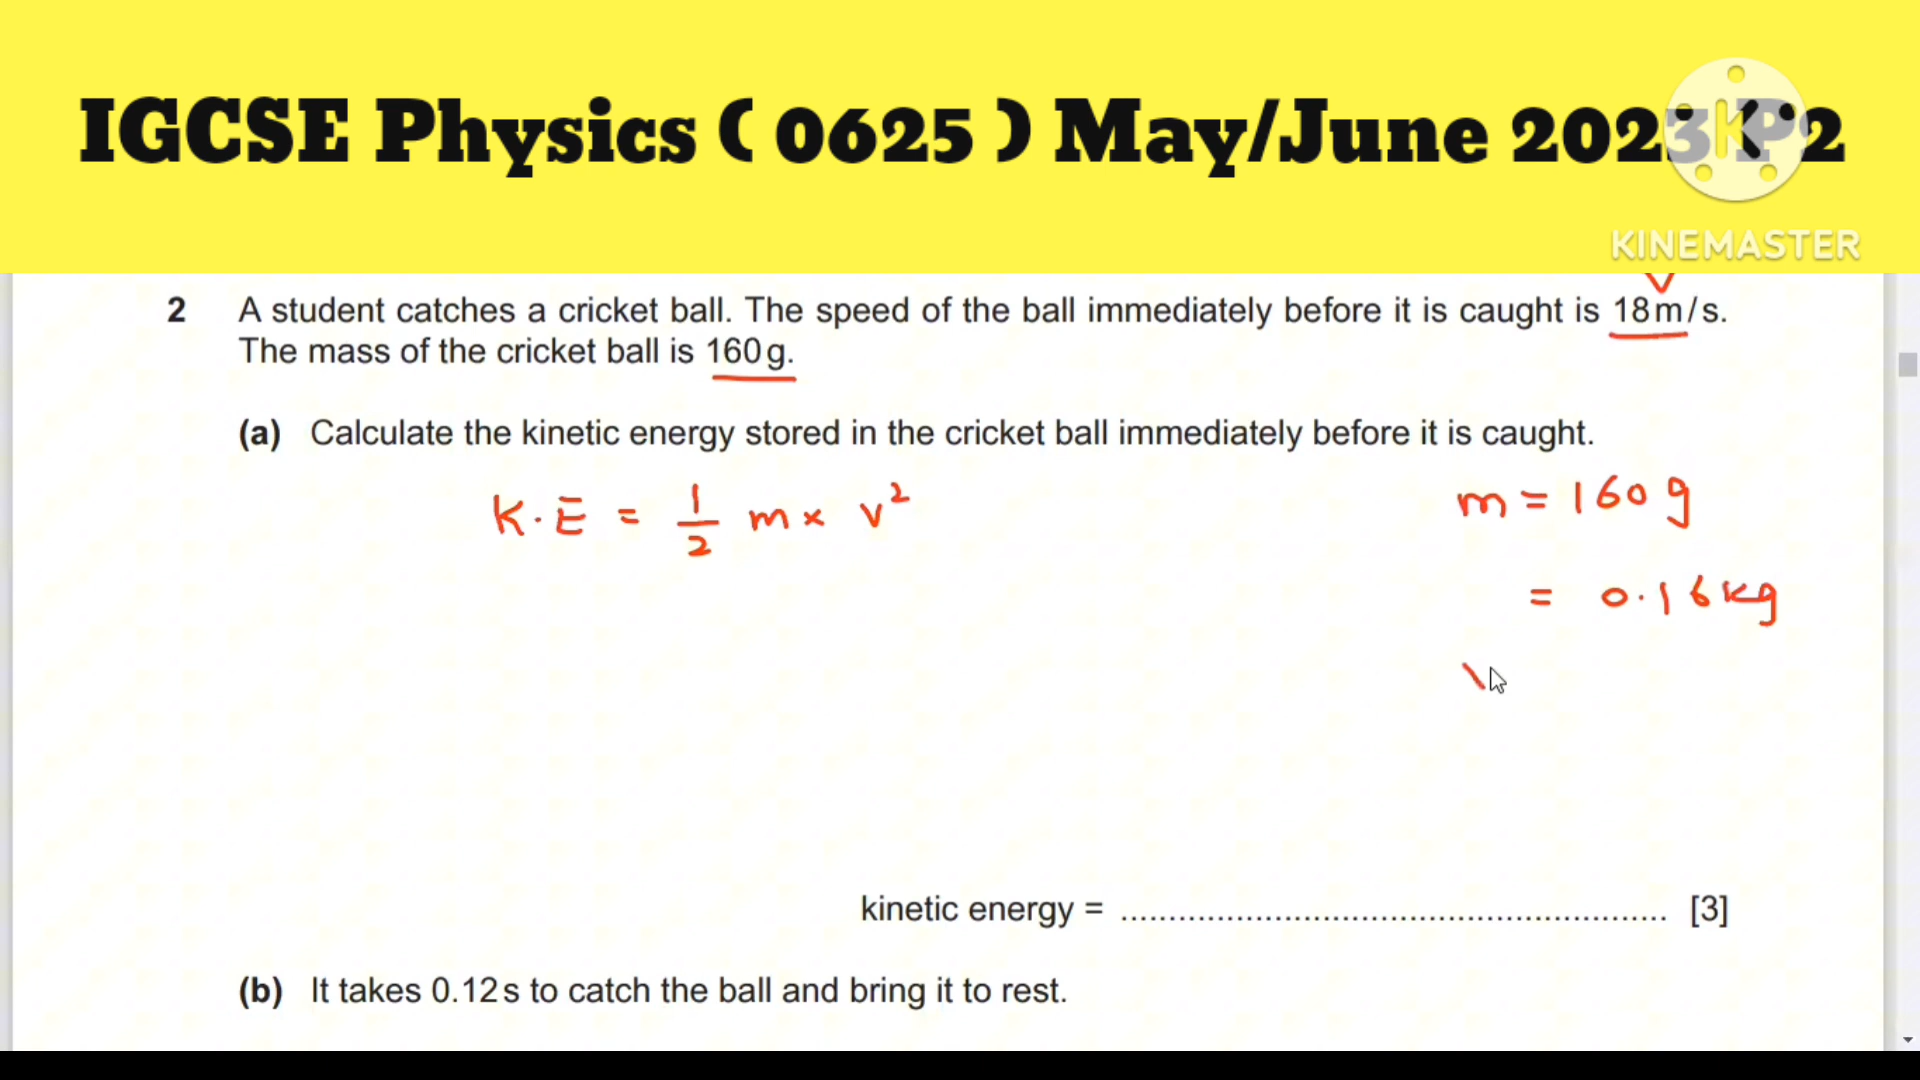 IGCSE Physics ( 0625 ) May/June 2023 P2
KINEMASTER
v
2 A student catches a cricket ball. The speed of the ball immediately before it is caught is 18 m/s.
The mass of the cricket ball is 160 g.
(a) Calculate the kinetic energy stored in the cricket ball immediately before it is caught.
K.E = 1/2 m x v²
m = 160 g
= 0.16 kg
kinetic energy = ........................................................ [3]
(b) It takes 0.12 s to catch the ball and bring it to rest.